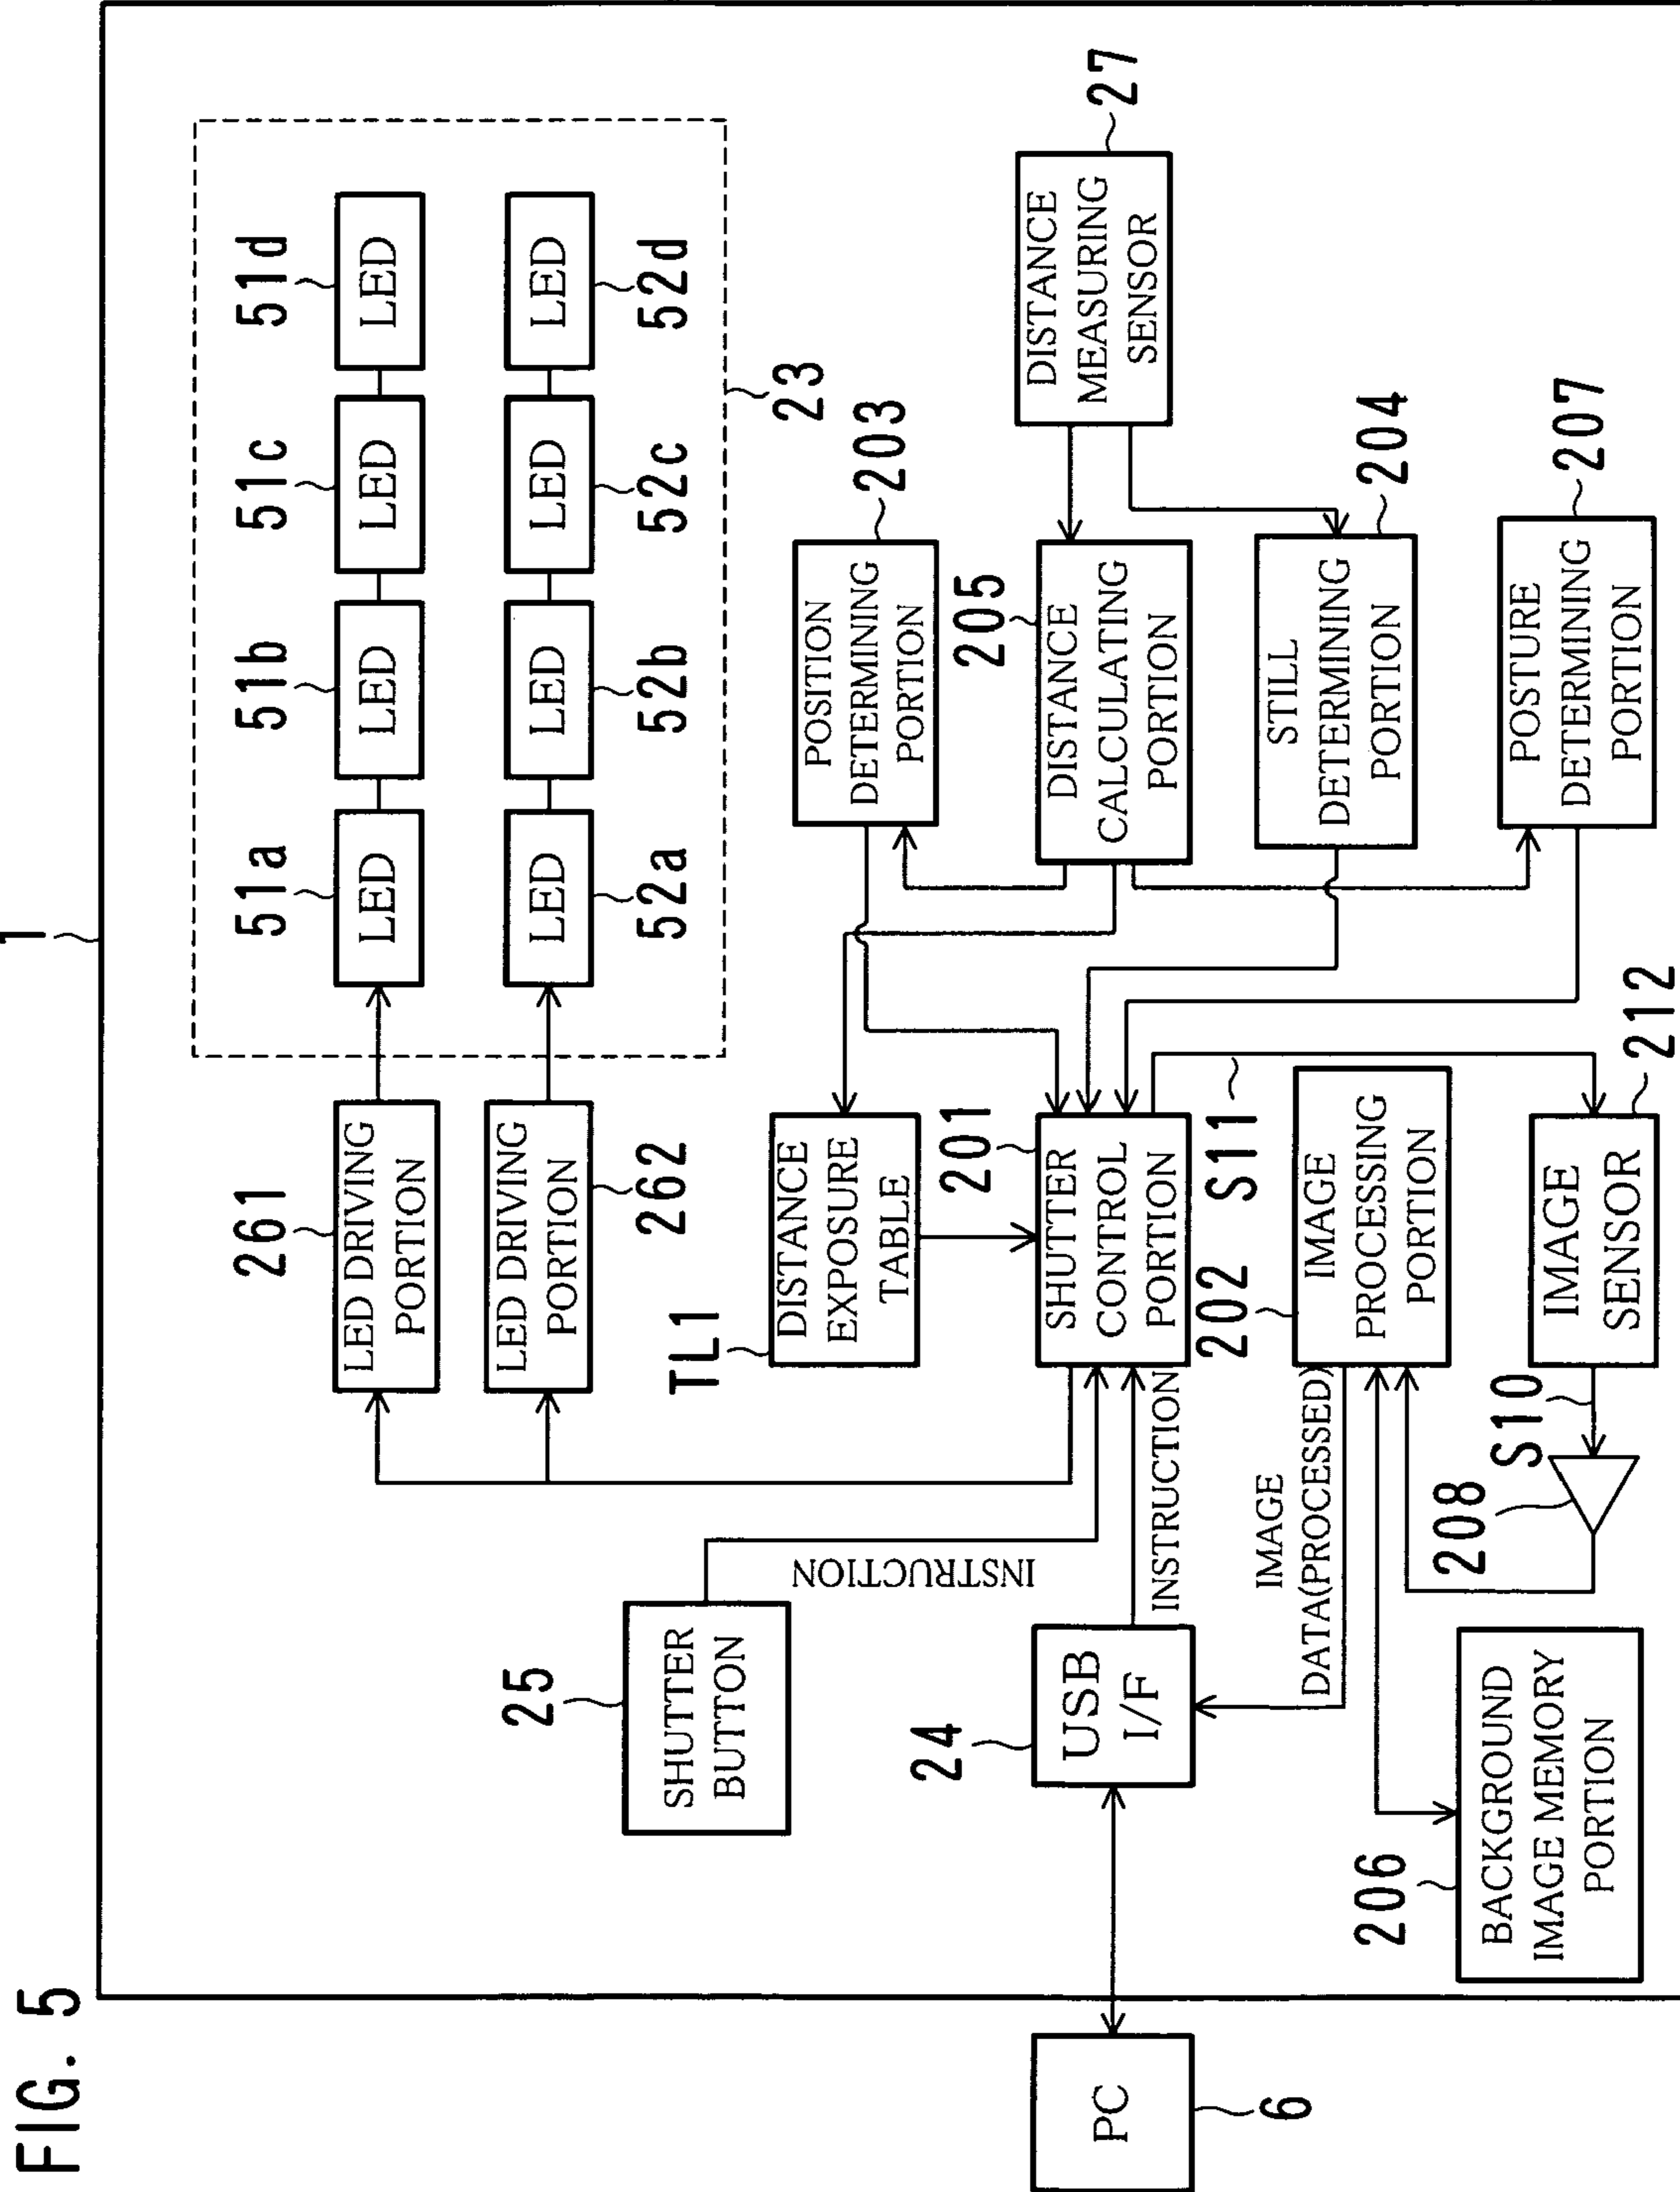 FIG. 5
1
51a
51b
51c
51d
LED
LED
LED
LED
261
LED DRIVING
PORTION
LED
LED
LED
LED
52a
52b
52c
52d
LED DRIVING
PORTION
262
23
25
SHUTTER
BUTTON
INSTRUCTION
TL1
DISTANCE
EXPOSURE
TABLE
POSITION
DETERMINING
PORTION
203
27
DISTANCE
MEASURING
SENSOR
205
DISTANCE
CALCULATING
PORTION
201
SHUTTER
CONTROL
PORTION
PC
6
24
USB
I/F
INSTRUCTION
S11
STILL
DETERMINING
PORTION
204
202
IMAGE
PROCESSING
PORTION
IMAGE
DATA(PROCESSED)
206
BACKGROUND
IMAGE MEMORY
PORTION
208
S10
IMAGE
SENSOR
212
POSTURE
DETERMINING
PORTION
207